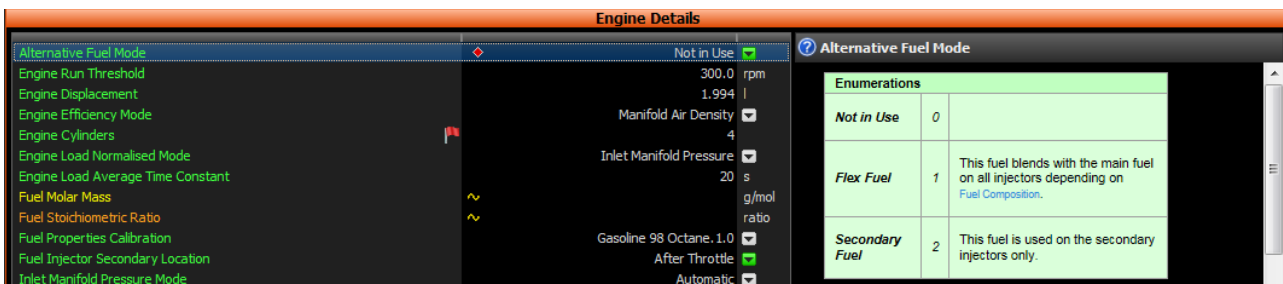 Engine Details
Alternative Fuel Mode Not in Use
Engine Run Threshold 300.0 rpm
Engine Displacement 1.994 l
Engine Efficiency Mode Manifold Air Density
Engine Cylinders 4
Engine Load Normalised Mode Inlet Manifold Pressure
Engine Load Average Time Constant 20 s
Fuel Molar Mass g/mol
Fuel Stoichiometric Ratio ratio
Fuel Properties Calibration Gasoline 98 Octane.1.0
Fuel Injector Secondary Location After Throttle
Inlet Manifold Pressure Mode Automatic
? Alternative Fuel Mode
Enumerations
Not in Use 0
Flex Fuel 1 This fuel blends with the main fuel
on all injectors depending on
Fuel Composition.
Secondary
Fuel 2 This fuel is used on the secondary
injectors only.